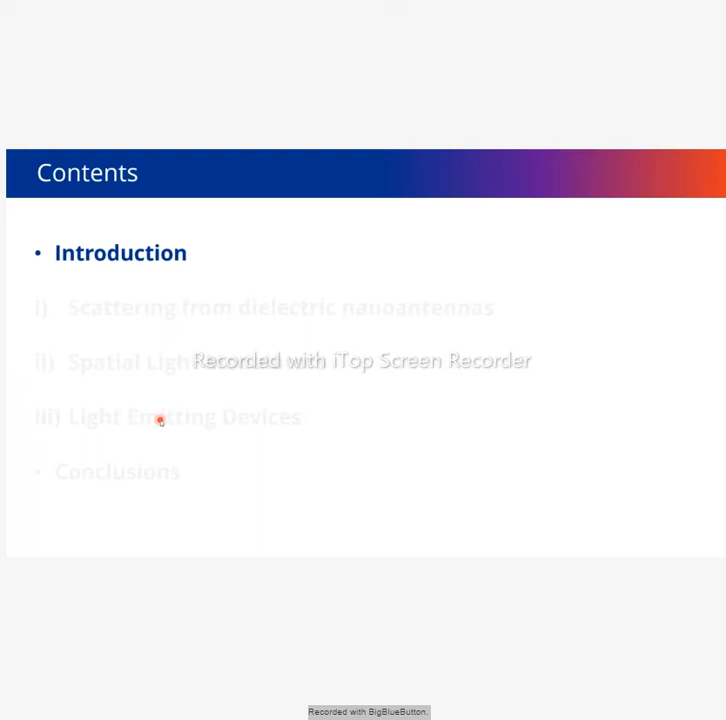 Contents
• Introduction
i) Scattering from dielectric nanoantennas
ii) Spatial Light
Recorded with iTop Screen Recorder
iii) Light Emitting Devices
• Conclusions
Recorded with BigBlueButton.